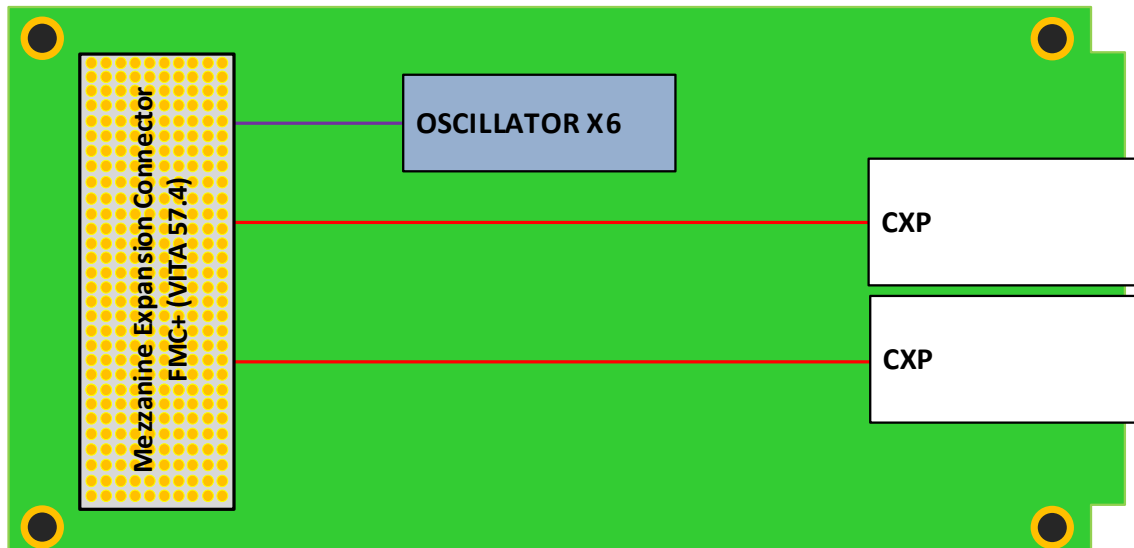 Mezzanine Expansion Connector
FMC+ (VITA 57.4)
OSCILLATOR X6
CXP
CXP